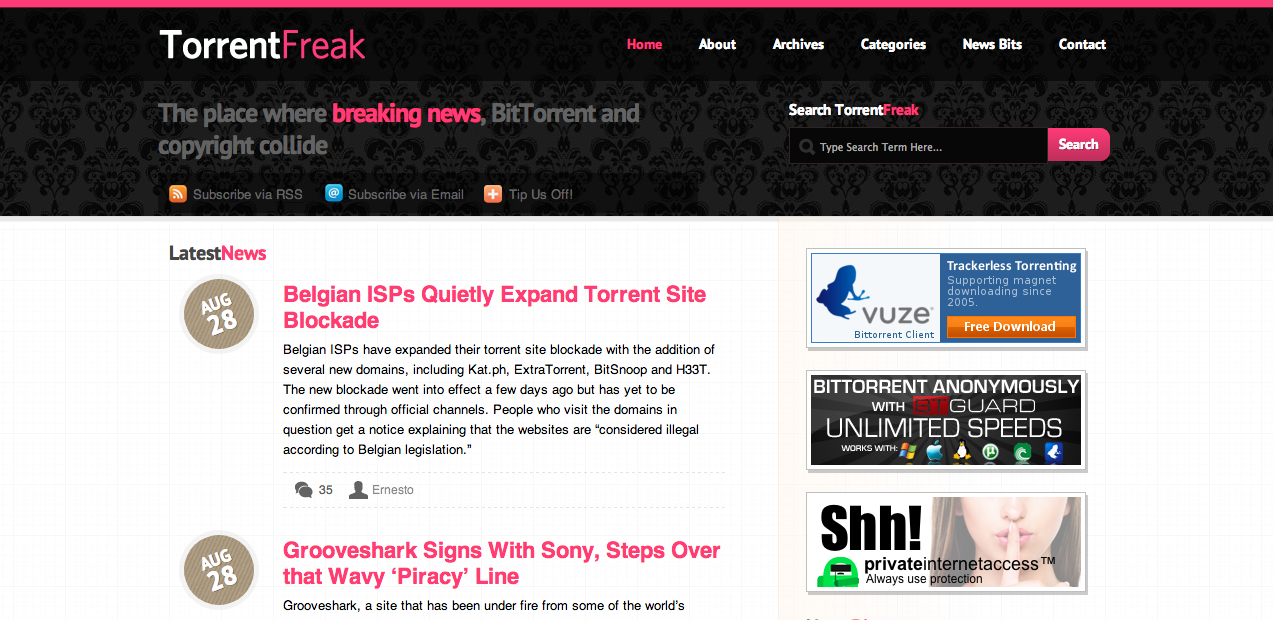 TorrentFreak
Home About Archives Categories News Bits Contact
The place where breaking news, BitTorrent and
copyright collide
Search TorrentFreak
Type Search Term Here...
Search
Subscribe via RSS
Subscribe via Email
Tip Us Off!
LatestNews
AUG
28
Belgian ISPs Quietly Expand Torrent Site
Blockade
Belgian ISPs have expanded their torrent site blockade with the addition of
several new domains, including Kat.ph, ExtraTorrent, BitSnoop and H33T.
The new blockade went into effect a few days ago but has yet to be
confirmed through official channels. People who visit the domains in
question get a notice explaining that the websites are “considered illegal
according to Belgian legislation.”
35 Ernesto
AUG
28
Grooveshark Signs With Sony, Steps Over
that Wavy ‘Piracy’ Line
Grooveshark, a site that has been under fire from some of the world’s
vuze
Bittorrent Client
Trackerless Torrenting
Supporting magnet
downloading since
2005.
Free Download
BITTORRENT ANONYMOUSLY
WITH BTGUARD
UNLIMITED SPEEDS
WORKS WITH:
Shh!
privateinternetaccess™
Always use protection